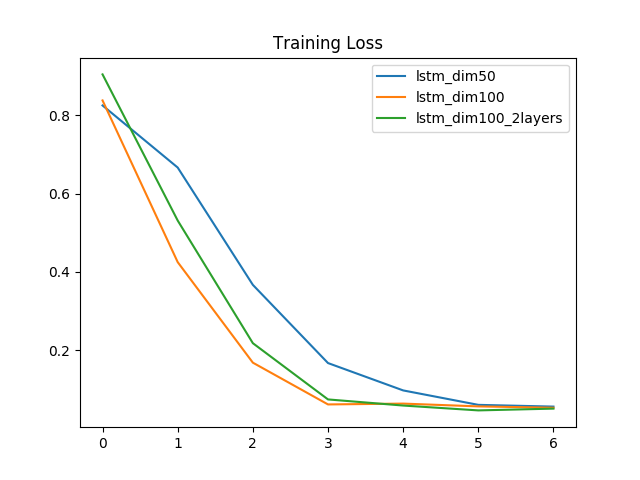 Training Loss
lstm_dim50
lstm_dim100
lstm_dim100_2layers
0.8
0.6
0.4
0.2
0 1 2 3 4 5 6